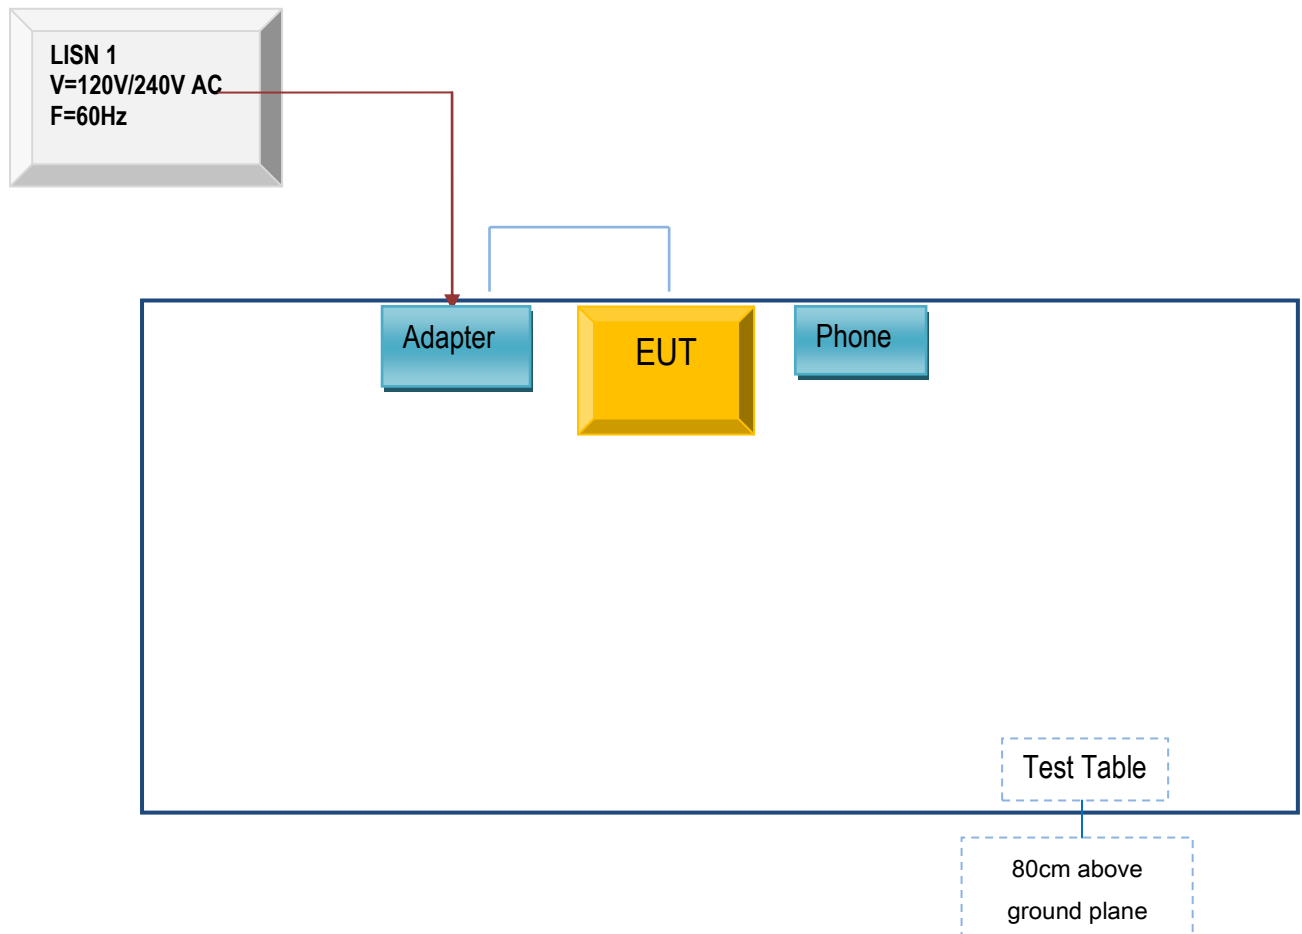 LISN 1
V=120V/240V AC
F=60Hz
Adapter
EUT
Phone
Test Table
80cm above
ground plane